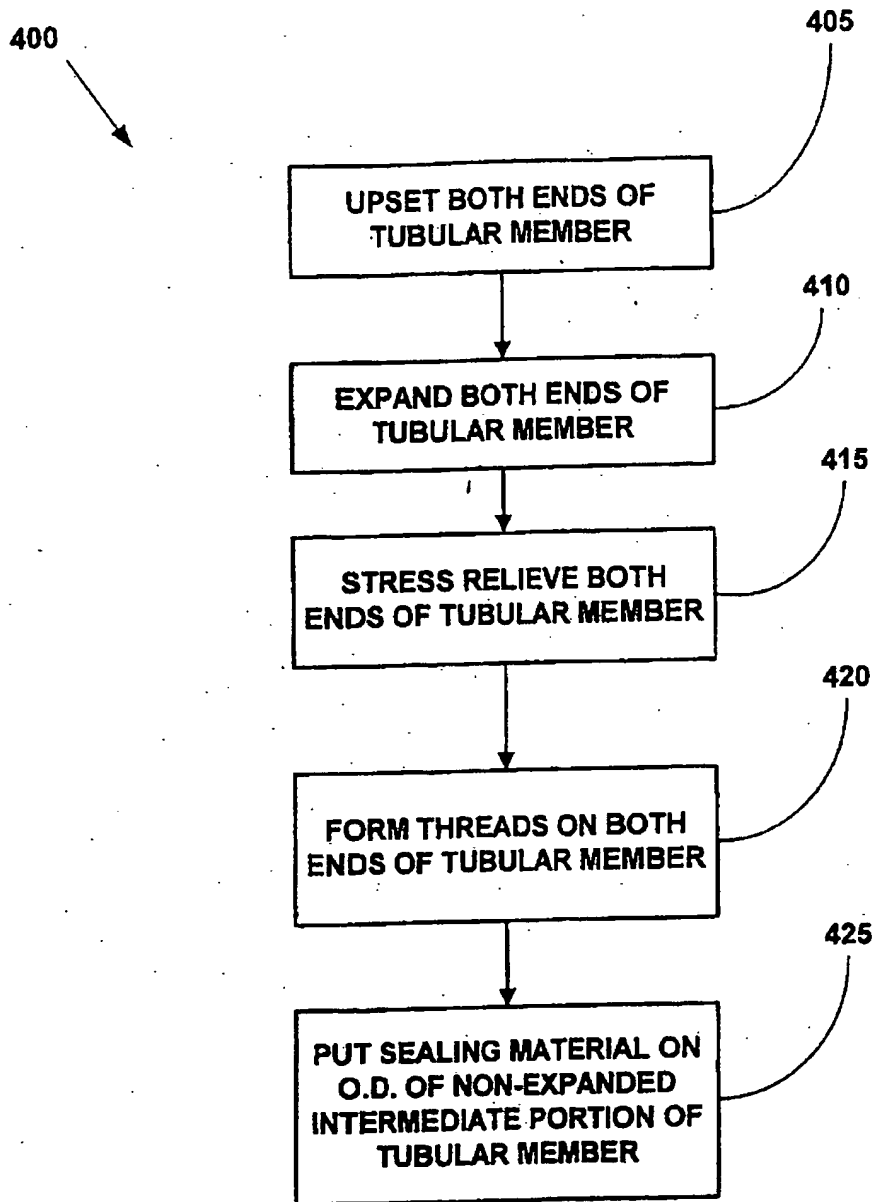 400
405
UPSET BOTH ENDS OF
TUBULAR MEMBER
410
EXPAND BOTH ENDS OF
TUBULAR MEMBER
415
STRESS RELIEVE BOTH
ENDS OF TUBULAR MEMBER
420
FORM THREADS ON BOTH
ENDS OF TUBULAR MEMBER
425
PUT SEALING MATERIAL ON
O.D. OF NON-EXPANDED
INTERMEDIATE PORTION OF
TUBULAR MEMBER